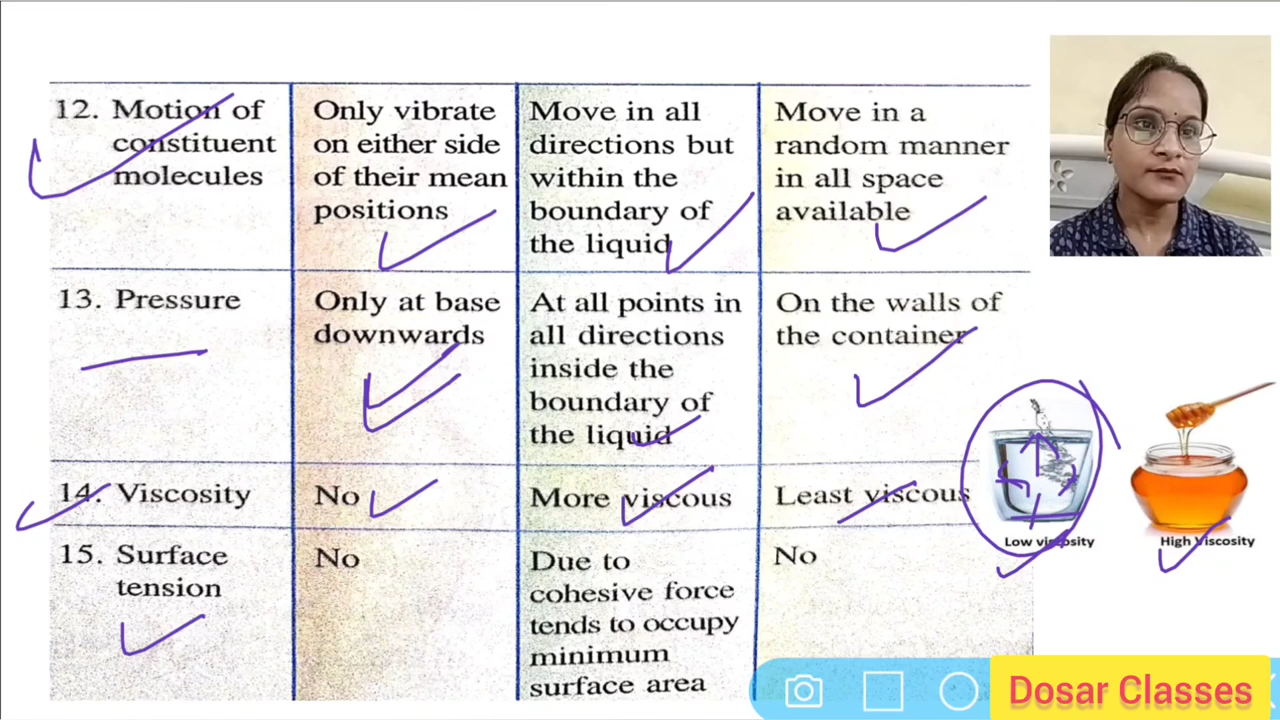 12. Motion of
constituent
molecules
Only vibrate
on either side
of their mean
positions
Move in all
directions but
within the
boundary of
the liquid
Move in a
random manner
in all space
available
13. Pressure
Only at base
downwards
At all points in
all directions
inside the
boundary of
the liquid
On the walls of
the container
14. Viscosity
No
More viscous
Least viscous
15. Surface
tension
No
Due to
cohesive force
tends to occupy
minimum
surface area
No
Low viscosity
High Viscosity
Dosar Classes